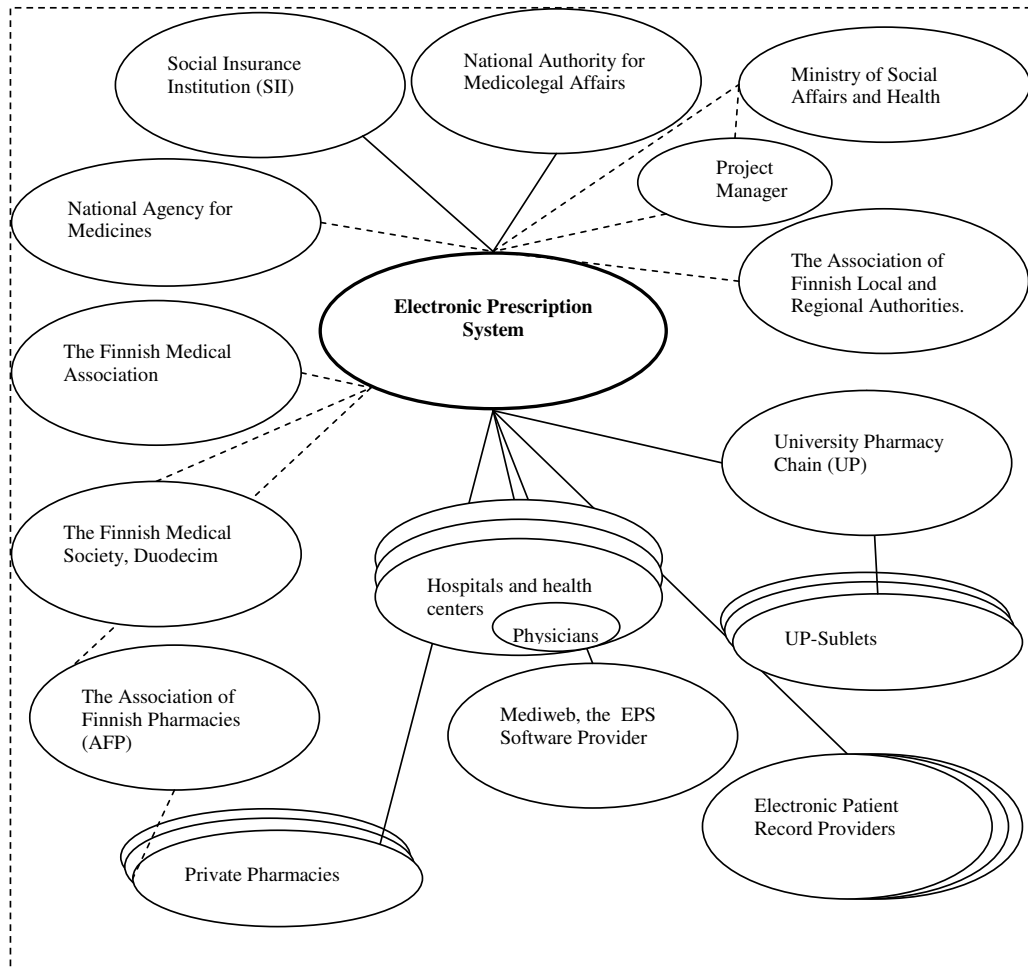 Social Insurance
Institution (SII)
National Authority for
Medicolegal Affairs
Ministry of Social
Affairs and Health
Project
Manager
National Agency for
Medicines
The Association of
Finnish Local and
Regional Authorities.
Electronic Prescription
System
The Finnish Medical
Association
University Pharmacy
Chain (UP)
The Finnish Medical
Society, Duodecim
Hospitals and health
centers
Physicians
UP-Sublets
The Association of
Finnish Pharmacies
(AFP)
Mediweb, the  EPS
Software Provider
Electronic Patient
Record Providers
Private Pharmacies